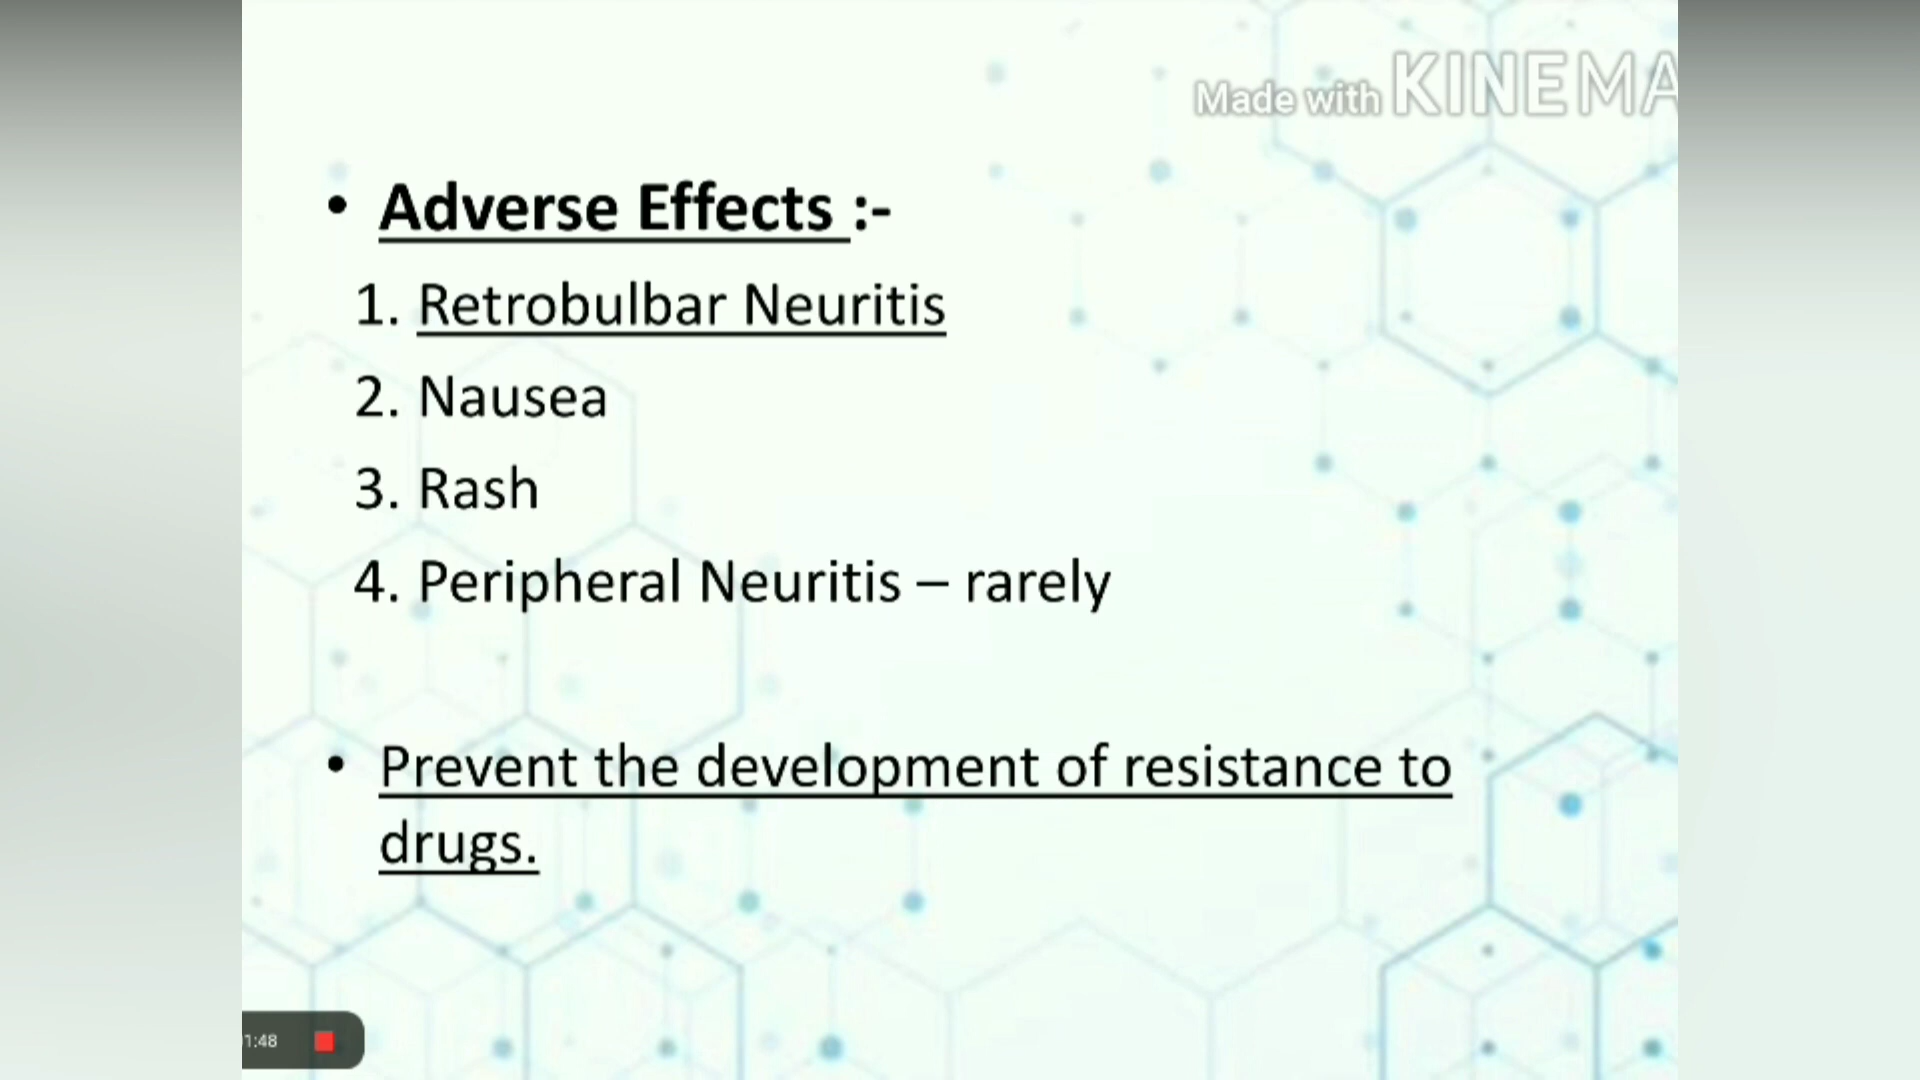 Made with KINEMA
• Adverse Effects :-
1. Retrobulbar Neuritis
2. Nausea
3. Rash
4. Peripheral Neuritis – rarely
• Prevent the development of resistance to
drugs.
1:48